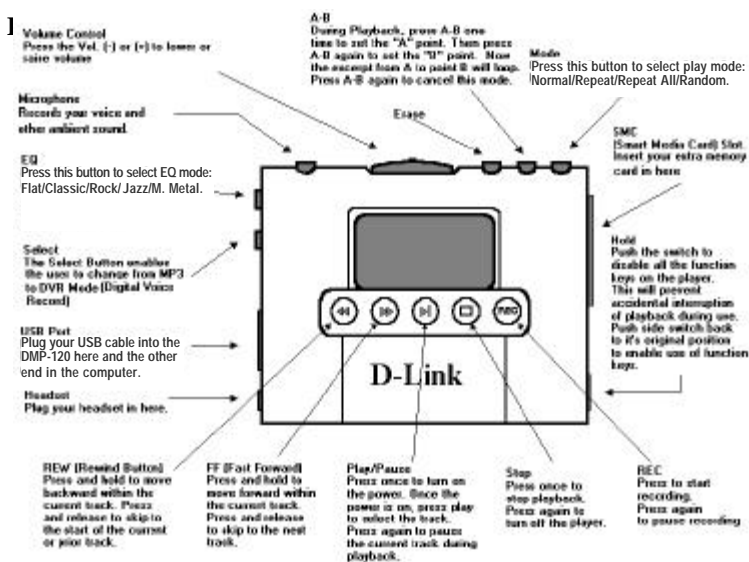 Volume Control
Press the Vol. (-) or (+) to lower or
saire volume
Microphone
Records your voice and
other ambient sound.
EQ
Press this button to select EQ mode:
Flat/Classic/Rock/ Jazz/M. Metal.
Select
The Select Button enables
the user to change from MP3
to DVR Mode (Digital Voice
Record)
USB Port
Plug your USB cable into the
DMP-120 here and the other
end in the computer.
Headset
Plug your headset in here.
A-B
During Playback, press A-B one
time to set the "A" point. Then press
A-B again to set the "B" point. Now
the excerpt from A to point B will loop.
Press A-B again to cancel this mode.
Erase
Mode
Press this button to select play mode:
Normal/Repeat/Repeat All/Random.
SMC
(Smart Media Card) Slot.
Insert your extra memory
card in here
Hold
Push the switch to
disable all the function
keys on the player.
This will prevent
accidental interruption
of playback during use.
Push side switch back
to it's original position
to enable use of function
keys.
REC
D-Link
REW (Rewind Button)
Press and hold to move
backward within the
current track. Press
and release to skip to
the start of the current
or prior track.
FF (Fast Forward)
Press and hold to
move forward within
the current track.
Press and release
to skip to the next
track.
Play/Pause
Press once to turn on
the power. Once the
power is on, press play
to select the track.
Press again to pause
the current track during
playback.
Stop
Press once to
stop playback.
Press again to
turn off the player.
REC
Press to start
recording.
Press again
to pause recording